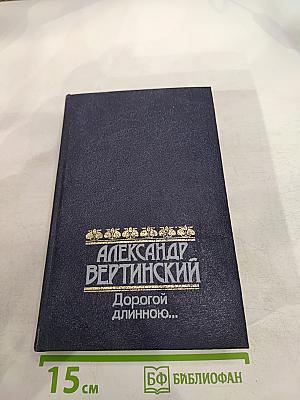 АЛЕКСАНДР
ВЕРТИНСКИЙ
Дорогой
длинною...
15 см
БФ БИБЛИОФАН